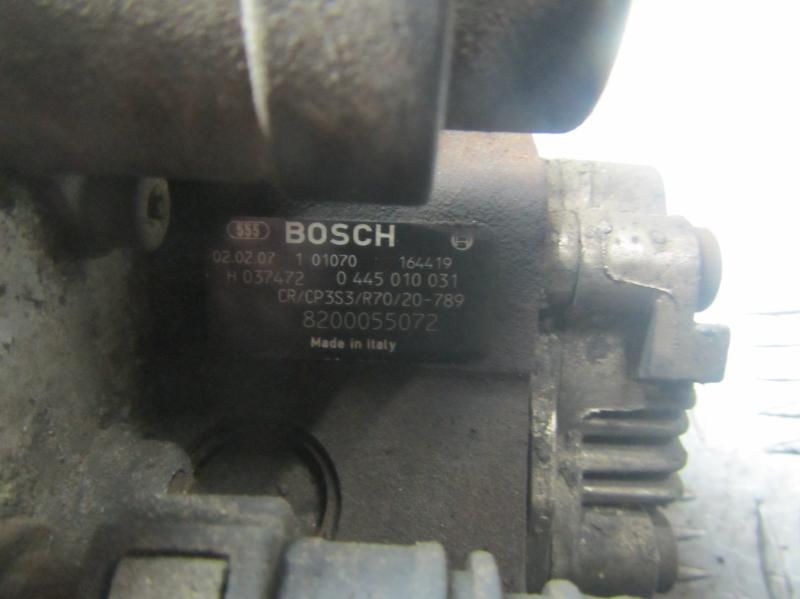 555 BOSCH
02.02.07 1 01070 164419
H 037472 0 445 010 031
CR/CP3S3/R70/20-789
8200055072
Made in Italy